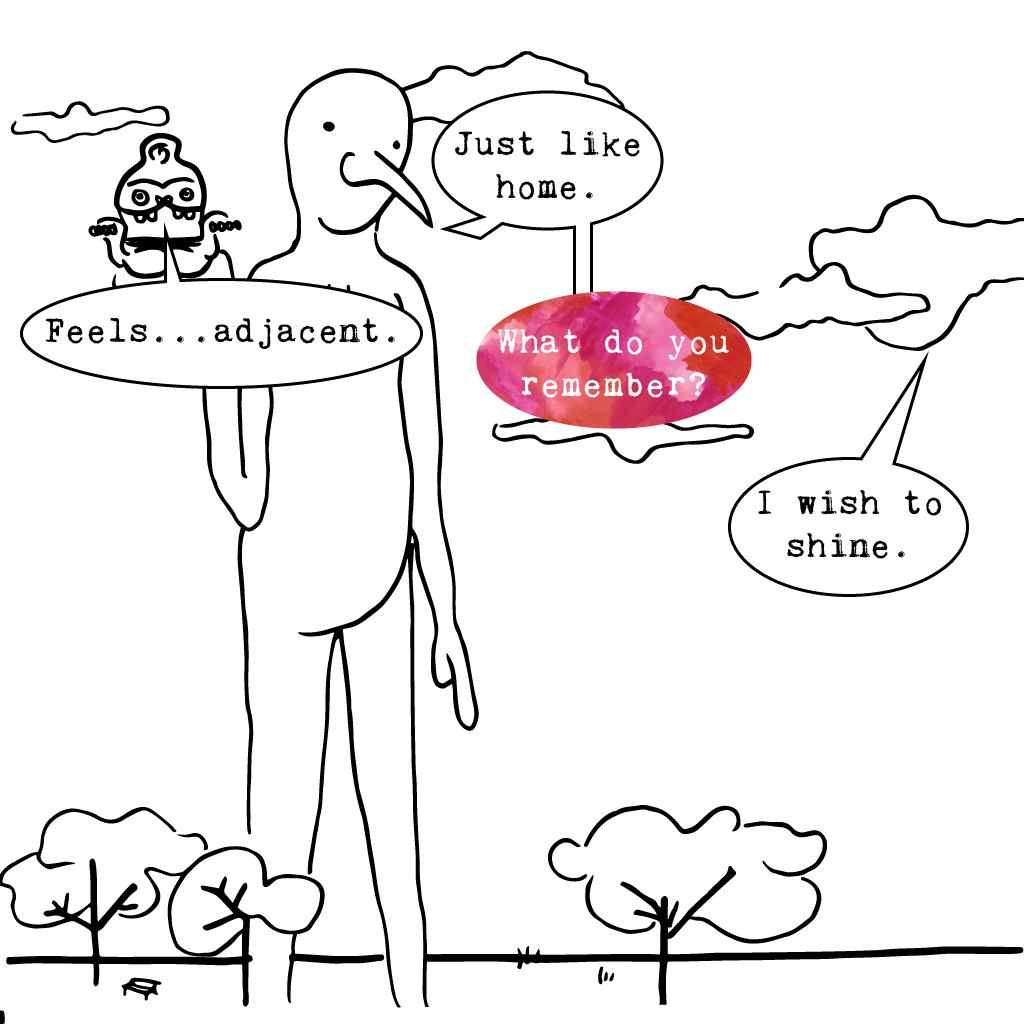 Just like
home.
Feels...adjacent.
What do you
remember?
I wish to
shine.